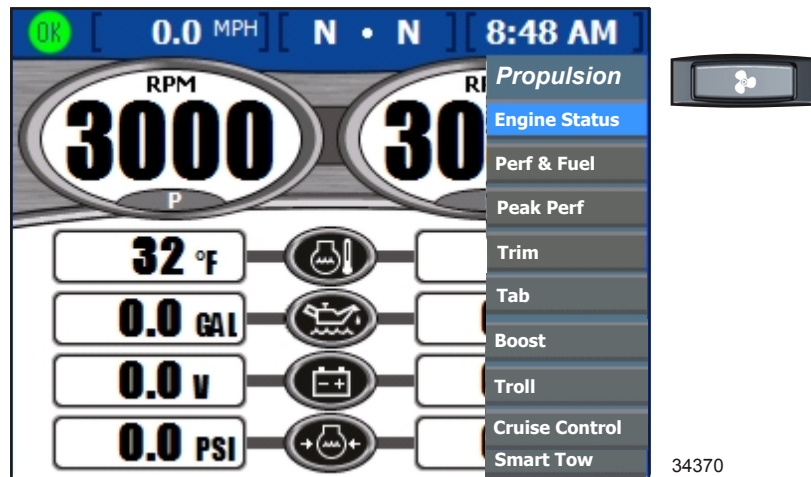 OK 0.0 MPH N • N 8:48 AM
RPM
3000
P
30
32 °F
0.0 GAL
0.0 V
0.0 PSI
Propulsion
Engine Status
Perf & Fuel
Peak Perf
Trim
Tab
Boost
Troll
Cruise Control
Smart Tow
34370